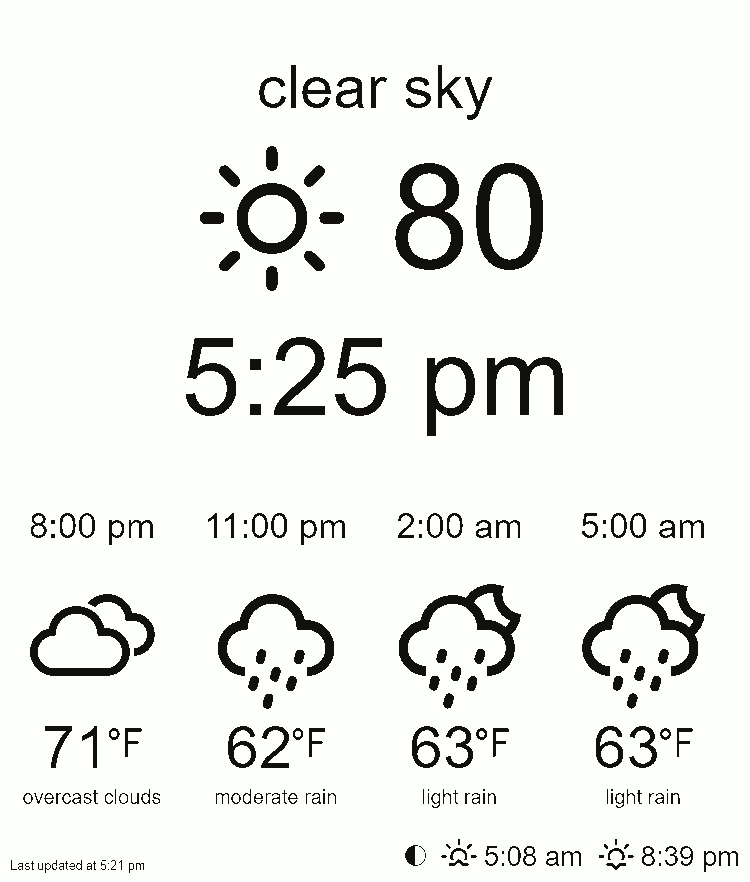 clear sky
80
5:25 pm
8:00 pm 11:00 pm 2:00 am 5:00 am
71°F 62°F 63°F 63°F
overcast clouds moderate rain light rain light rain
Last updated at 5:21 pm 5:08 am 8:39 pm